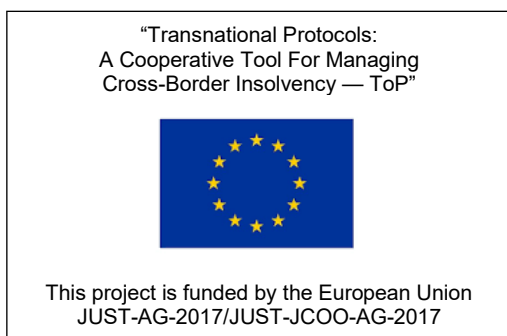 “Transnational Protocols:
A Cooperative Tool For Managing
Cross-Border Insolvency — ToP”
This project is funded by the European Union
JUST-AG-2017/JUST-JCOO-AG-2017